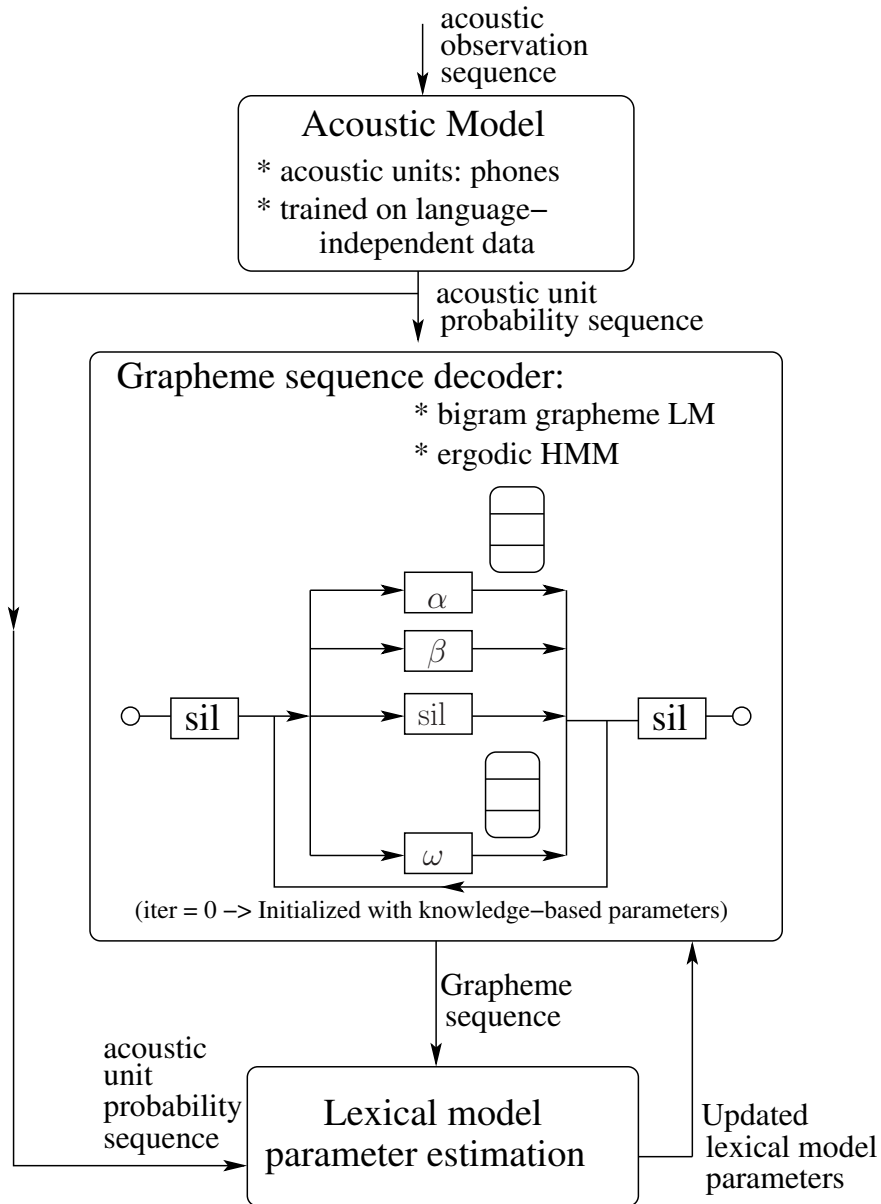 acoustic
observation
sequence
Acoustic Model
* acoustic units: phones
* trained on language−
independent data
acoustic unit
probability sequence
Grapheme sequence decoder:
* bigram grapheme LM
* ergodic HMM
α
β
sil
sil
sil
ω
(iter = 0 −> Initialized with knowledge−based parameters)
Grapheme
sequence
acoustic
unit
probability
sequence
Lexical model
parameter estimation
Updated
lexical model
parameters